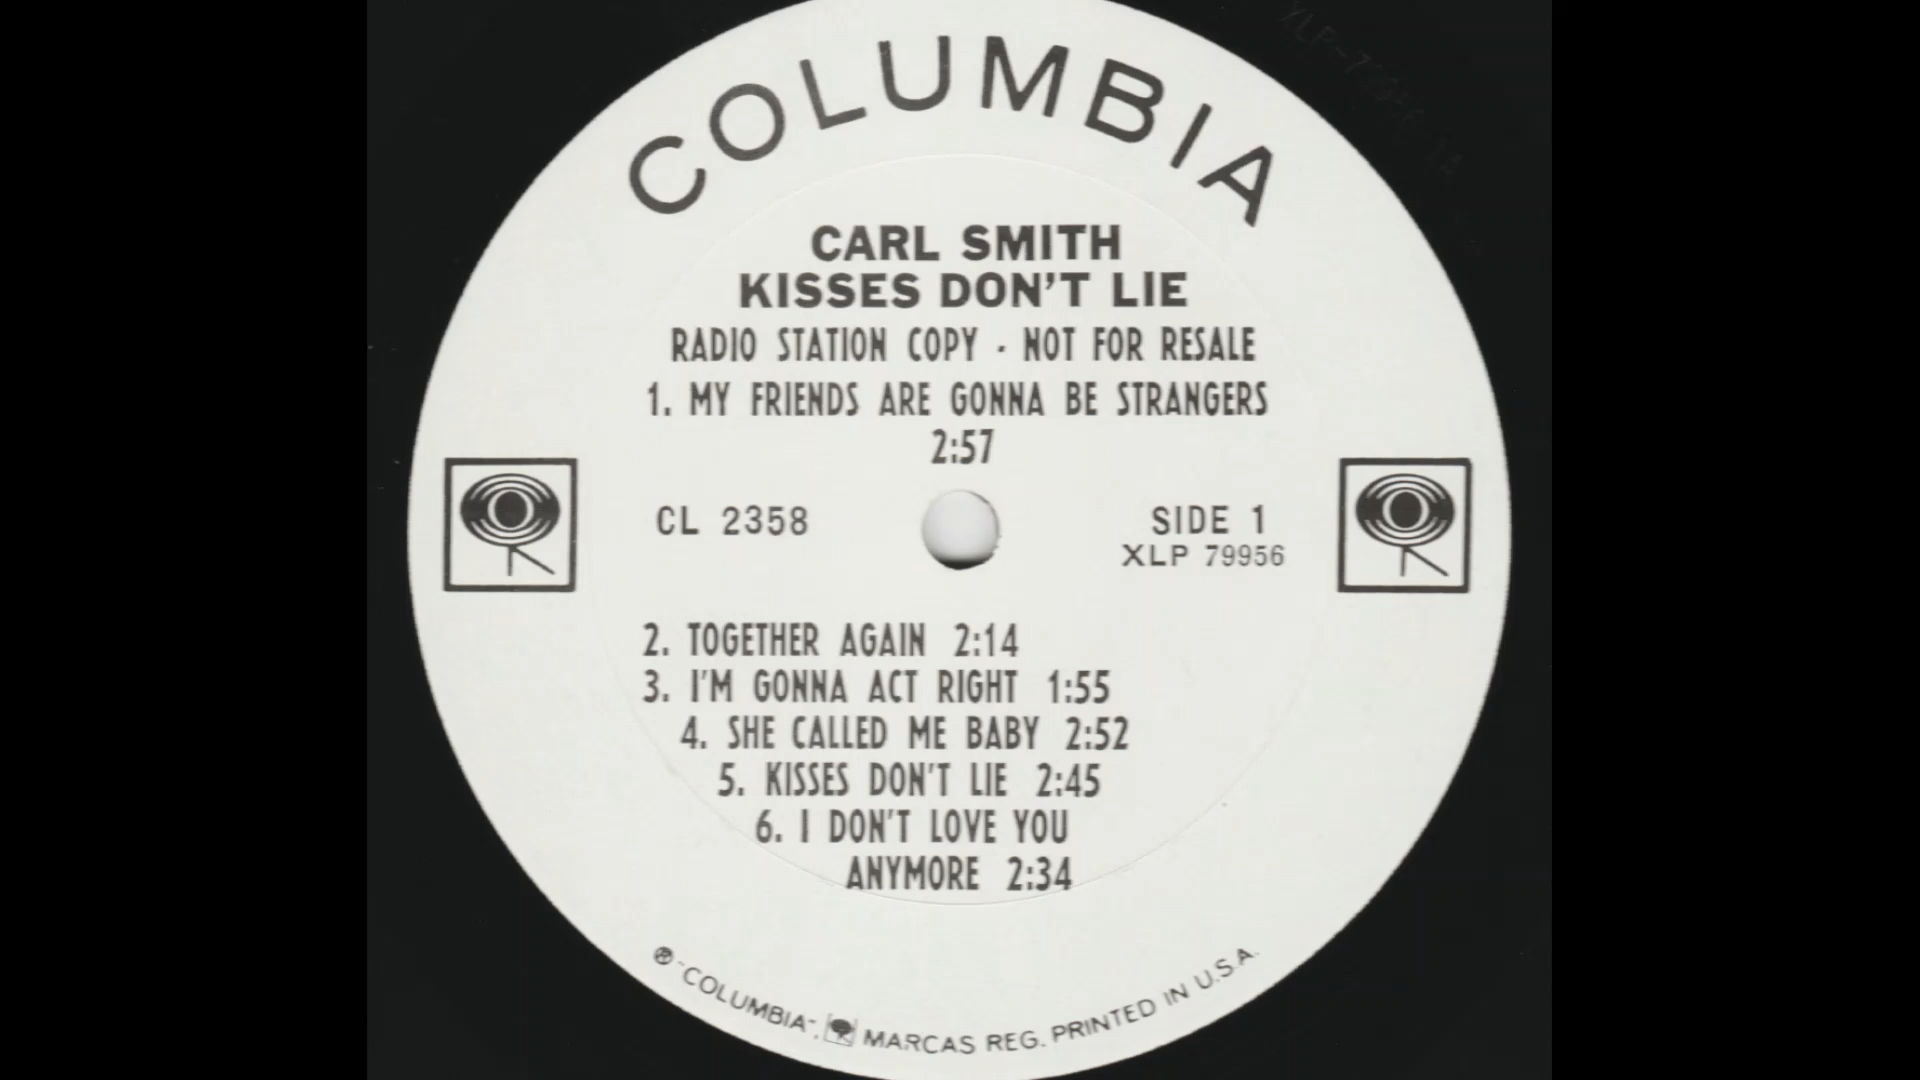 COLUMBIA
CARL SMITH
KISSES DON'T LIE
RADIO STATION COPY · NOT FOR RESALE
1. MY FRIENDS ARE GONNA BE STRANGERS
2:57
CL 2358
SIDE 1
XLP 79956
2. TOGETHER AGAIN 2:14
3. I'M GONNA ACT RIGHT 1:55
4. SHE CALLED ME BABY 2:52
5. KISSES DON'T LIE 2:45
6. I DON'T LOVE YOU
ANYMORE 2:34
® "COLUMBIA", MARCAS REG. PRINTED IN U.S.A.